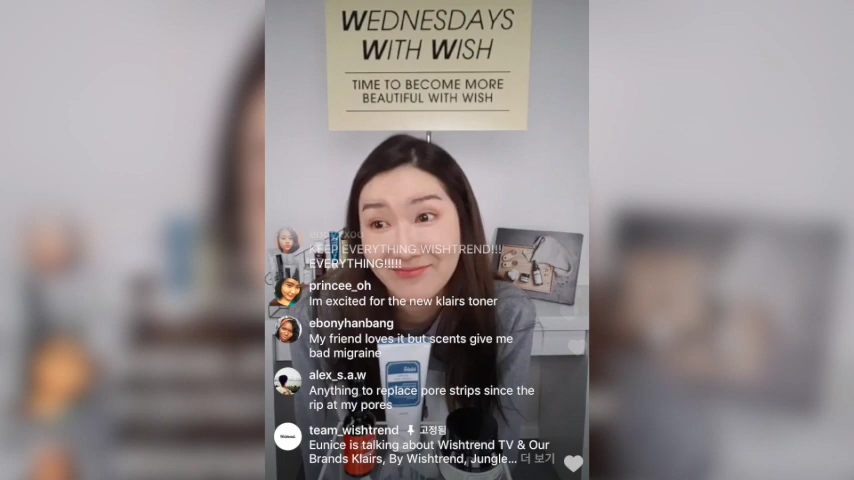 WEDNESDAYS
WITH WISH
TIME TO BECOME MORE
BEAUTIFUL WITH WISH
KEEP EVERYTHING WISHTREND!!!
EVERYTHING!!!!!
princee_oh
Im excited for the new klairs toner
ebonyhanbang
My friend loves it but scents give me
bad migraine
alex_s.a.w
Anything to replace pore strips since the
rip at my pores
team_wishtrend 고정됨
Eunice is talking about Wishtrend TV & Our
Brands Klairs, By Wishtrend, Jungle... 더 보기